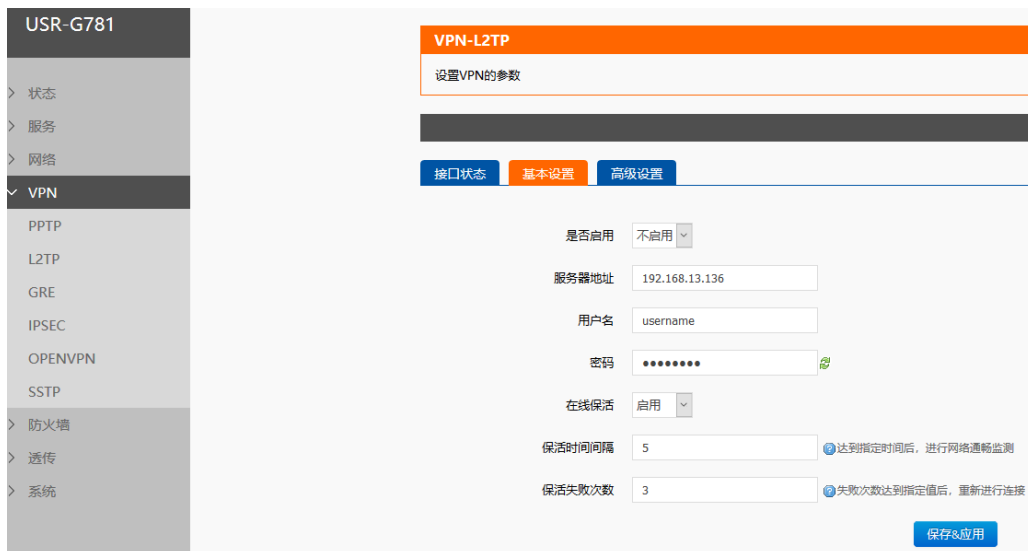 USR-G781
状态
服务
网络
VPN
PPTP
L2TP
GRE
IPSEC
OPENVPN
SSTP
防火墙
透传
系统
VPN-L2TP
设置VPN的参数
接口状态 基本设置 高级设置
是否启用 不启用
服务器地址 192.168.13.136
用户名 username
密码 ●●●●●●●●
在线保活 启用
保活时间间隔 5 达到指定时间后，进行网络通畅监测
保活失败次数 3 失败次数达到指定值后，重新进行连接
保存&应用